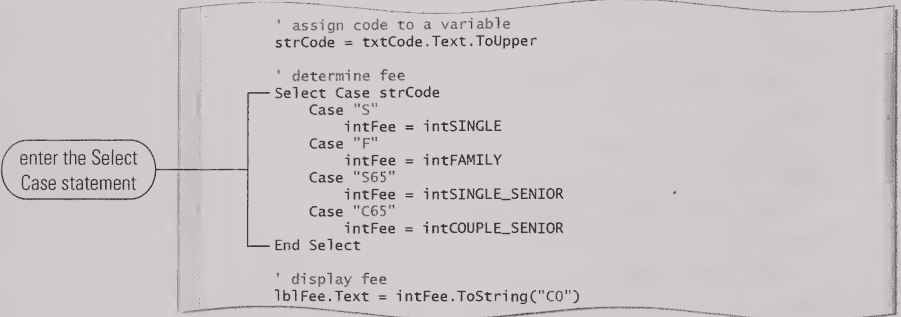 ' assign code to a variable
strCode = txtCode.Text.ToUpper
' determine fee
Select Case strCode
Case "S"
intFee = intSINGLE
Case "F"
intFee = intFAMILY
Case "S65"
intFee = intSINGLE_SENIOR
Case "C65"
intFee = intCOUPLE_SENIOR
End Select
' display fee
lblFee.Text = intFee.ToString("C0")
enter the Select
Case statement